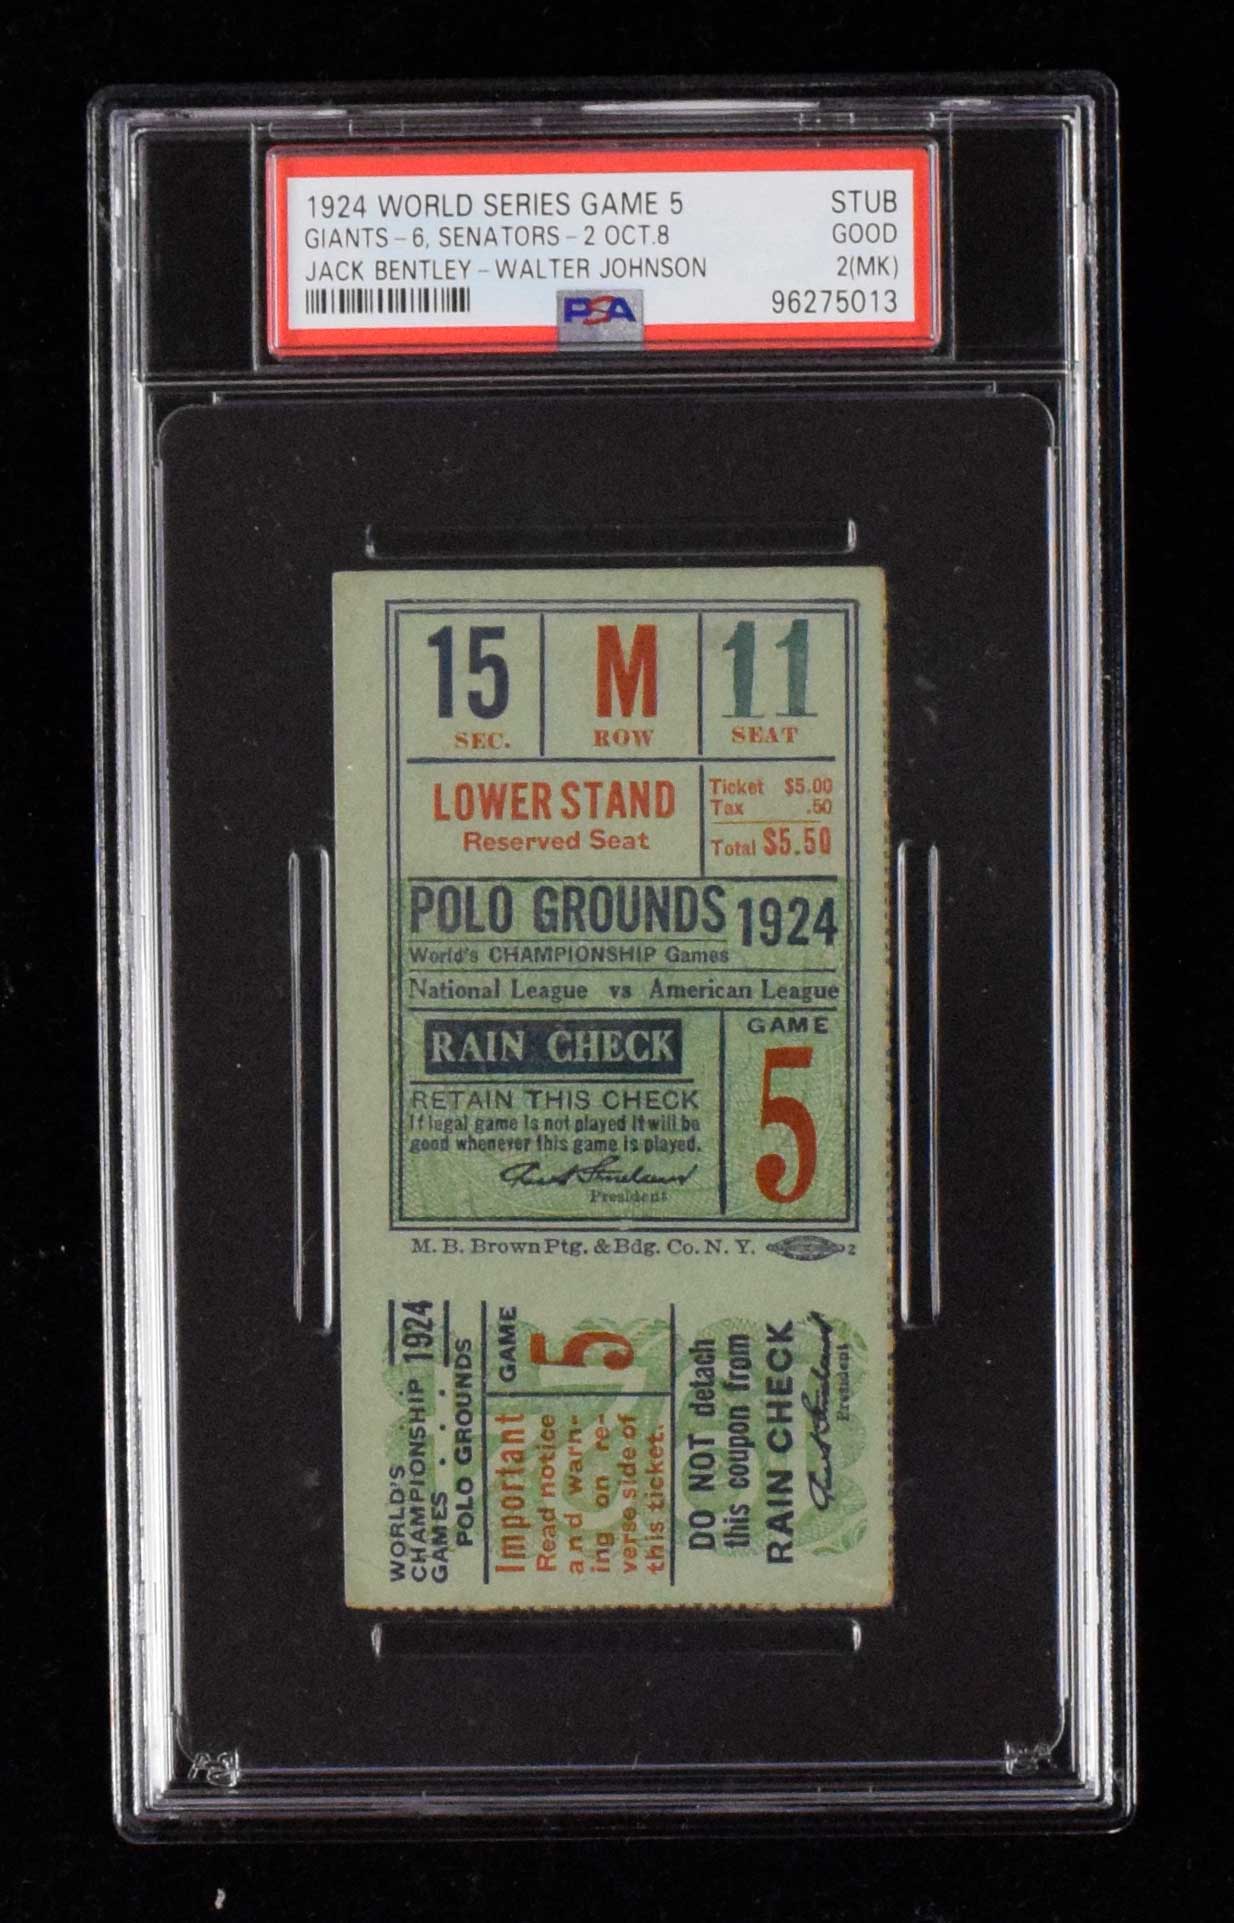 1924 WORLD SERIES GAME 5 STUB
GIANTS-6, SENATORS-2 OCT.8 GOOD
JACK BENTLEY-WALTER JOHNSON 2(MK)
96275013
PSA
15 M 11
SEC. ROW SEAT
LOWER STAND
Reserved Seat
Ticket $5.00
Tax .50
Total $5.50
POLO GROUNDS 1924
World's CHAMPIONSHIP Games
National League vs American League
RAIN CHECK
RETAIN THIS CHECK
If legal game is not played it will be
good whenever this game is played.
President
GAME
5
M. B. Brown Ptg. & Bdg. Co. N. Y. 2
WORLD'S
CHAMPIONSHIP 1924
GAMES . . . .
POLO GROUNDS
GAME
5
Important
Read notice
and warn-
ing on re-
verse side of
this ticket.
DO NOT detach
this coupon from
RAIN CHECK
President
PSA